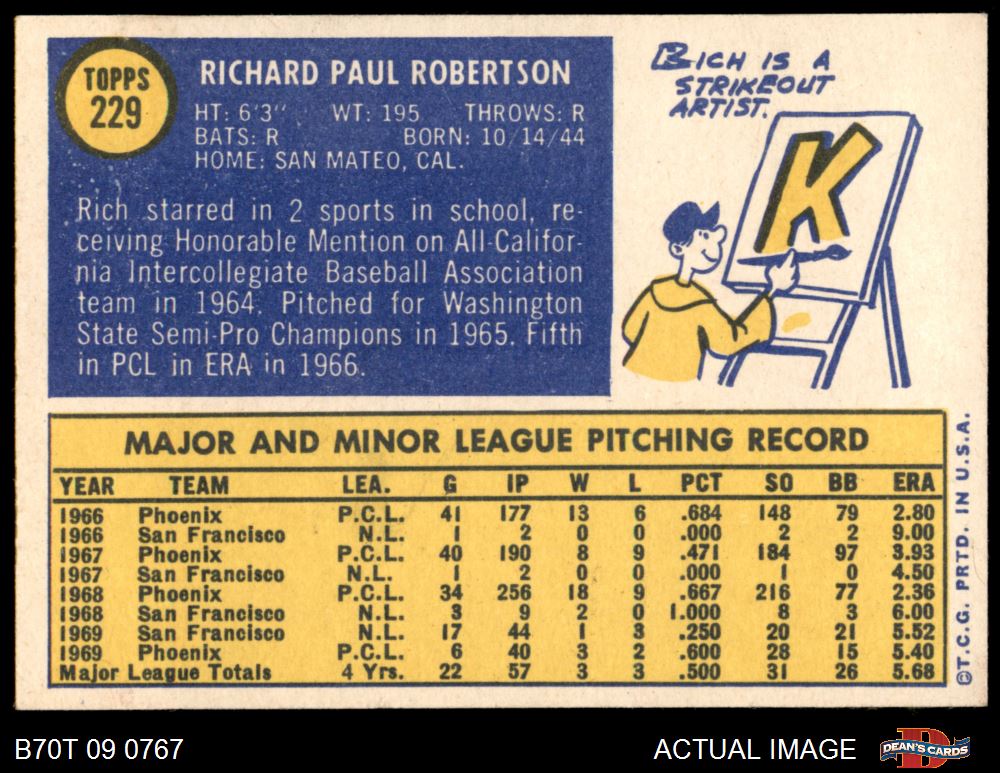 TOPPS
229
RICHARD PAUL ROBERTSON
HT: 6'3" WT: 195 THROWS: R
BATS: R BORN: 10/14/44
HOME: SAN MATEO, CAL.
Rich starred in 2 sports in school, re-
ceiving Honorable Mention on All-Califor-
nia Intercollegiate Baseball Association
team in 1964. Pitched for Washington
State Semi-Pro Champions in 1965. Fifth
in PCL in ERA in 1966.
RICH IS A
STRIKEOUT
ARTIST.
K
MAJOR AND MINOR LEAGUE PITCHING RECORD
YEAR TEAM LEA. G IP W L PCT SO BB ERA
1966 Phoenix P.C.L. 41 177 13 6 .684 148 79 2.80
1966 San Francisco N.L. 1 2 0 0 .000 2 2 9.00
1967 Phoenix P.C.L. 40 190 8 9 .471 184 97 3.93
1967 San Francisco N.L. 1 2 0 0 .000 1 0 4.50
1968 Phoenix P.C.L. 34 256 18 9 .667 216 77 2.36
1968 San Francisco N.L. 3 9 2 0 1.000 8 3 6.00
1969 San Francisco N.L. 17 44 1 3 .250 20 21 5.52
1969 Phoenix P.C.L. 6 40 3 2 .600 28 15 5.40
Major League Totals 4 Yrs. 22 57 3 3 .500 31 26 5.68
©T.C.G. PRTD. IN U.S.A.
B70T 09 0767
ACTUAL IMAGE
DEAN'S CARDS